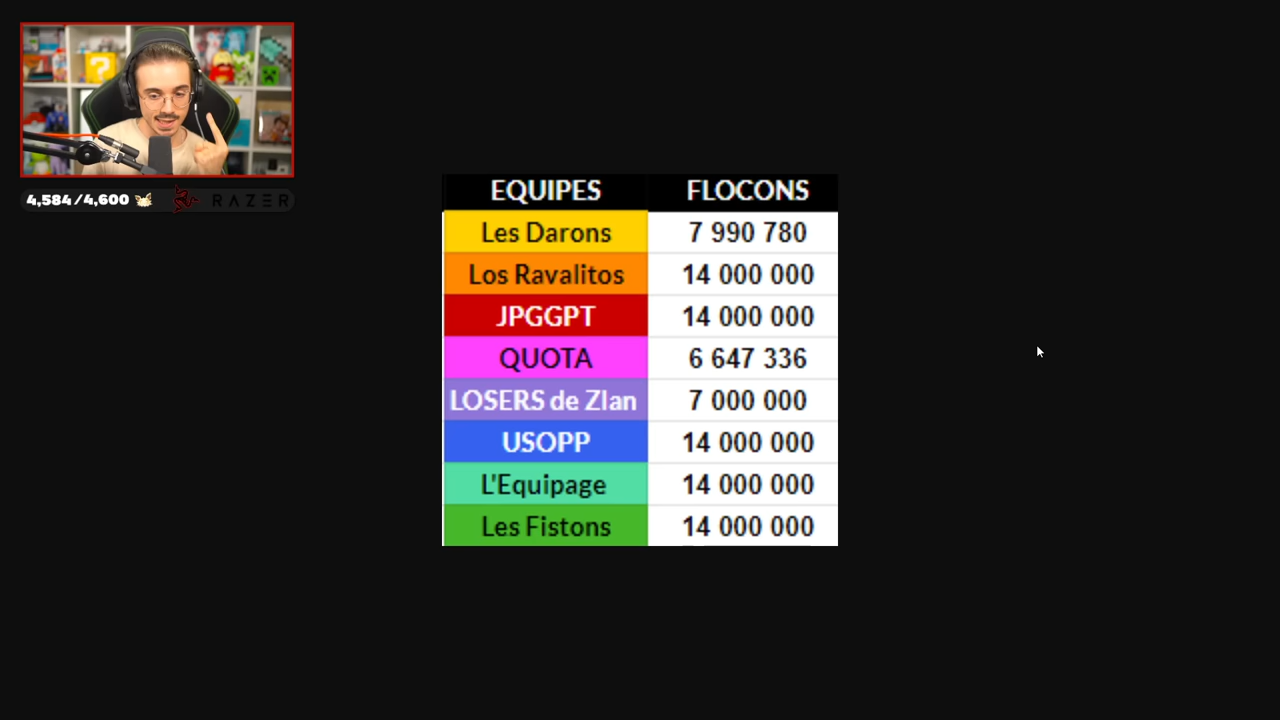 4,584/4,600
RAZER
EQUIPES FLOCONS
Les Darons 7 990 780
Los Ravalitos 14 000 000
JPGGPT 14 000 000
QUOTA 6 647 336
LOSERS de Zlan 7 000 000
USOPP 14 000 000
L'Equipage 14 000 000
Les Fistons 14 000 000